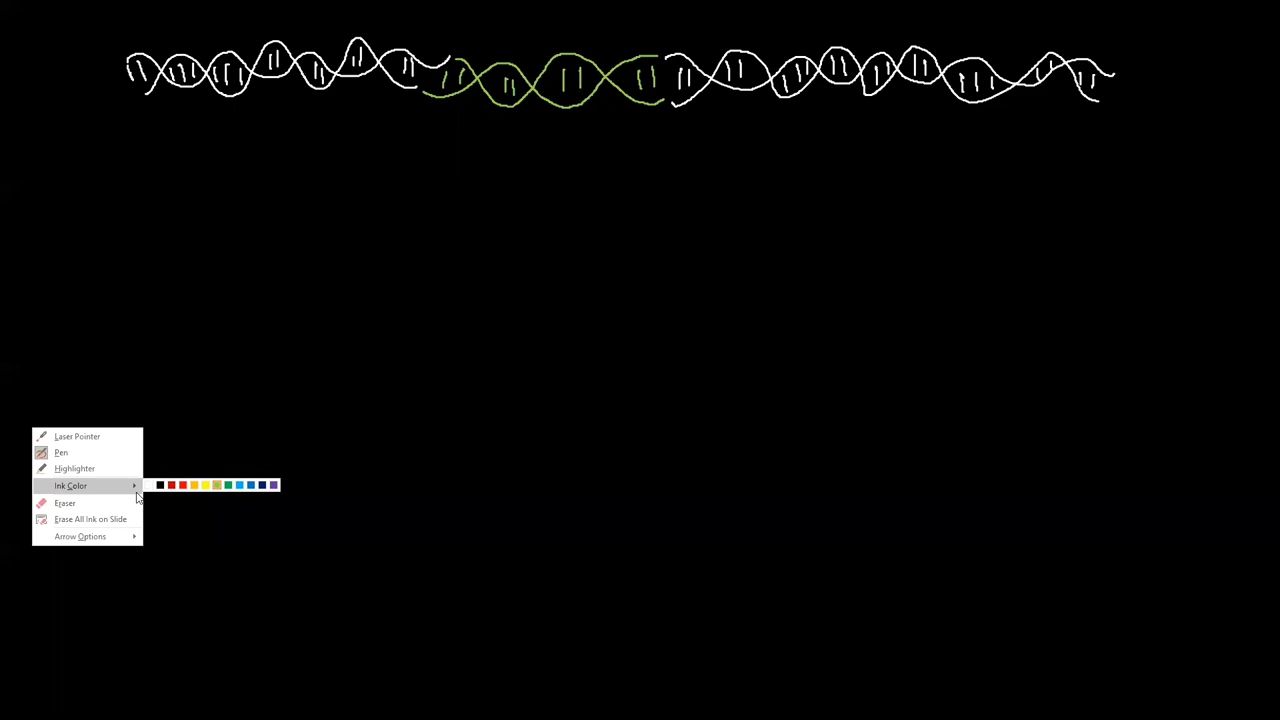 Laser Pointer
Pen
Highlighter
Ink Color
Eraser
Erase All Ink on Slide
Arrow Options